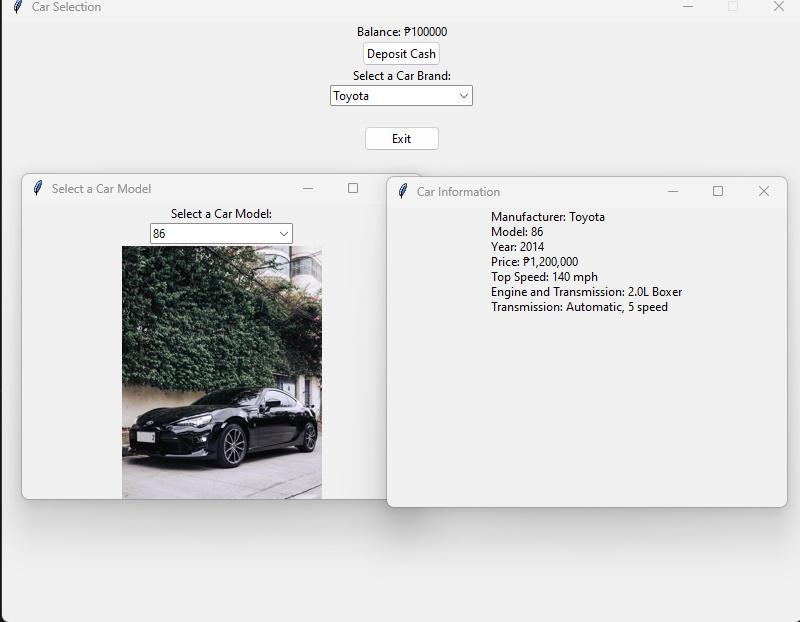 Car Selection
Balance: ₱100000
Deposit Cash
Select a Car Brand:
Toyota
Exit
Select a Car Model
Select a Car Model:
86
Car Information
Manufacturer: Toyota
Model: 86
Year: 2014
Price: ₱1,200,000
Top Speed: 140 mph
Engine and Transmission: 2.0L Boxer
Transmission: Automatic, 5 speed